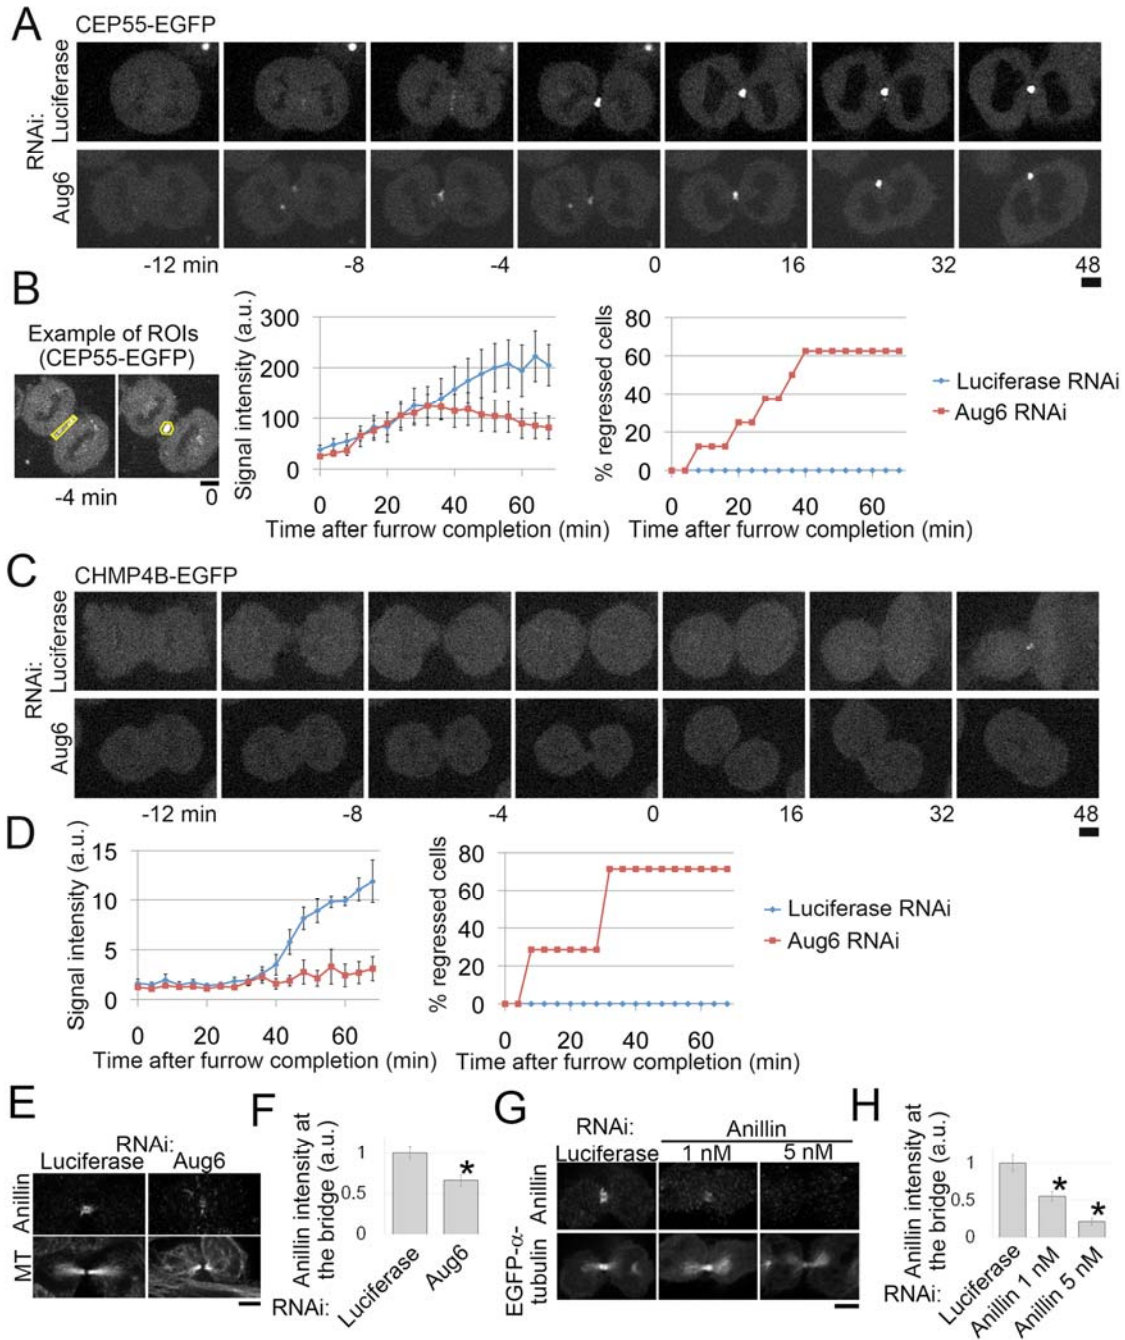 A
CEP55-EGFP
RNAi:
Luciferase
Aug6
-12 min
-8
-4
0
16
32
48
B
Example of ROIs
(CEP55-EGFP)
-4 min
0
Signal intensity (a.u.)
300
200
100
0
0
20
40
60
Time after furrow completion (min)
% regressed cells
80
60
40
20
0
0
20
40
60
Time after furrow completion (min)
Luciferase RNAi
Aug6 RNAi
C
CHMP4B-EGFP
RNAi:
Luciferase
Aug6
-12 min
-8
-4
0
16
32
48
D
Signal intensity (a.u.)
15
10
5
0
0
20
40
60
Time after furrow completion (min)
% regressed cells
80
60
40
20
0
0
20
40
60
Time after furrow completion (min)
Luciferase RNAi
Aug6 RNAi
E
RNAi:
Luciferase
Aug6
Anillin
MT
F
Anillin intensity at
the bridge (a.u.)
1
0.5
0
*
RNAi:
Luciferase
Aug6
G
RNAi:
Luciferase
Anillin
1 nM
5 nM
Anillin
EGFP-α-
tubulin
H
Anillin intensity at
the bridge (a.u.)
1
0.5
0
*
*
RNAi:
Luciferase
Anillin 1 nM
Anillin 5 nM